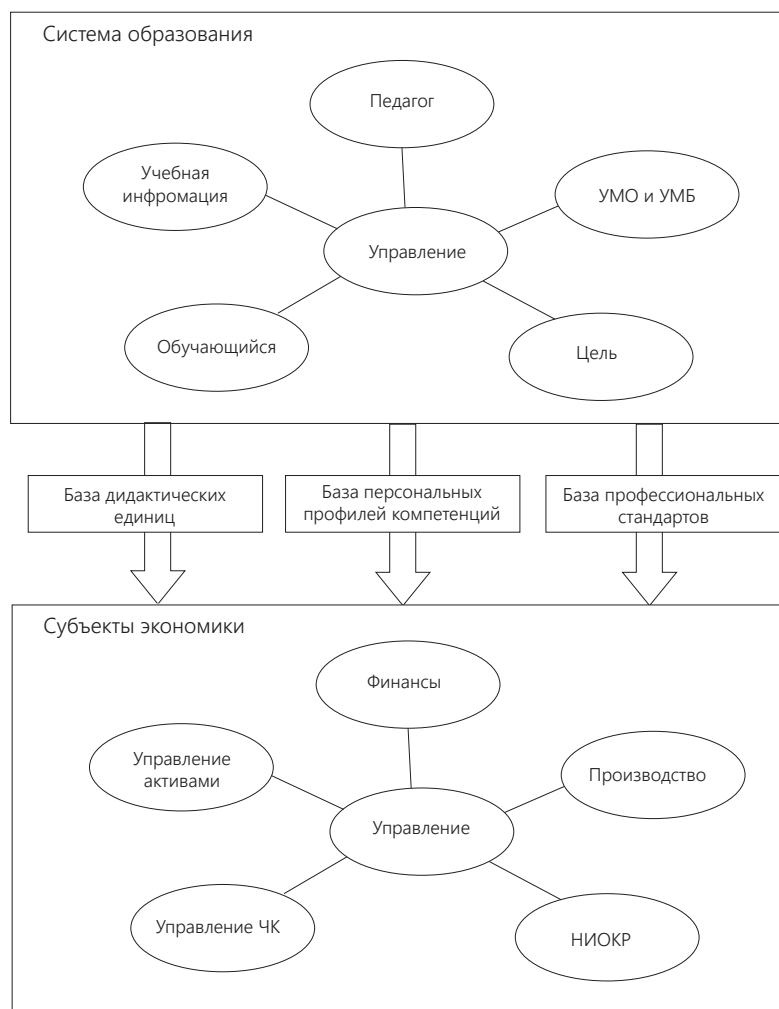 Система образования
Педагог
Учебная
инфромация
УМО и УМБ
Управление
Обучающийся
Цель
База дидактических
единиц
База персональных
профилей компетенций
База профессиональных
стандартов
Субъекты экономики
Финансы
Управление
активами
Производство
Управление
Управление ЧК
НИОКР